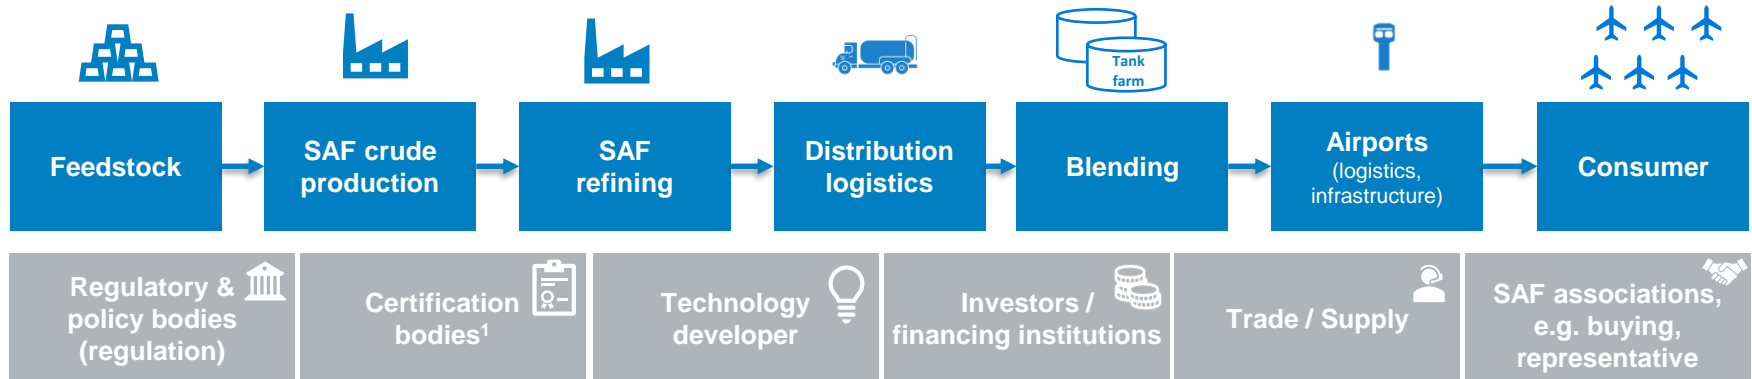 Tank
farm
Feedstock
SAF crude
production
SAF
refining
Distribution
logistics
Blending
Airports
(logistics,
infrastructure)
Consumer
Regulatory &
policy bodies
(regulation)
Certification
bodies¹
Technology
developer
Investors /
financing institutions
Trade / Supply
SAF associations,
e.g. buying,
representative